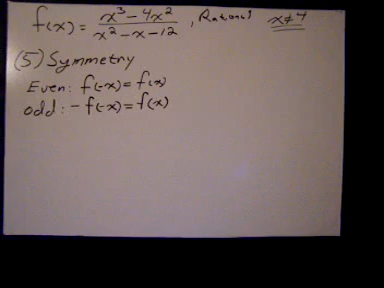 f(x) = (x³ - 4x²)/(x² - x - 12), Rational x ≠ 4
(5) Symmetry
Even: f(-x) = f(x)
odd: - f(-x) = f(x)